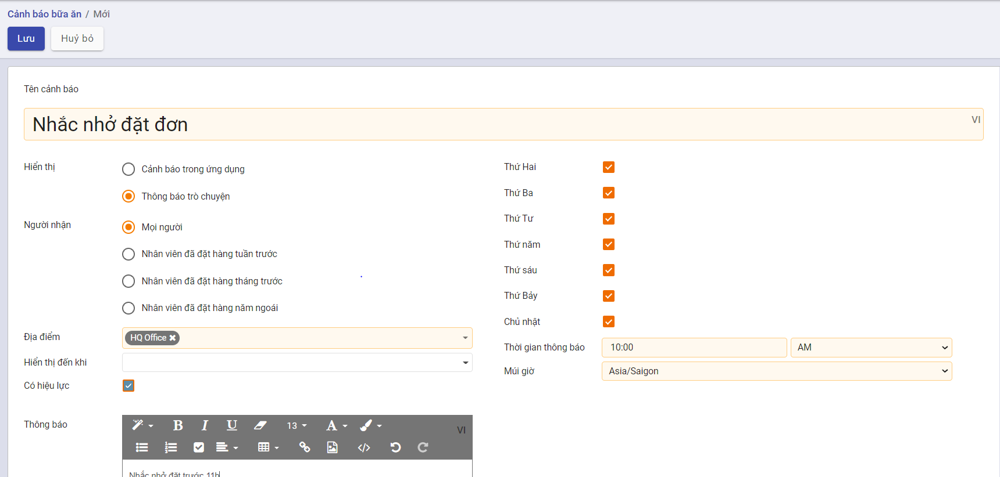 Cảnh báo bữa ăn / Mới
Lưu Huỷ bỏ
Tên cảnh báo
Nhắc nhở đặt đơn VI
Hiển thị
Cảnh báo trong ứng dụng
Thông báo trò chuyện
Người nhận
Mọi người
Nhân viên đã đặt hàng tuần trước
Nhân viên đã đặt hàng tháng trước
Nhân viên đã đặt hàng năm ngoái
Địa điểm HQ Office
Hiển thị đến khi
Có hiệu lực
Thứ Hai
Thứ Ba
Thứ Tư
Thứ năm
Thứ sáu
Thứ Bảy
Chủ nhật
Thời gian thông báo 10:00 AM
Múi giờ Asia/Saigon
Thông báo
B I U 13 A VI
Nhắc nhở đặt trước 11h